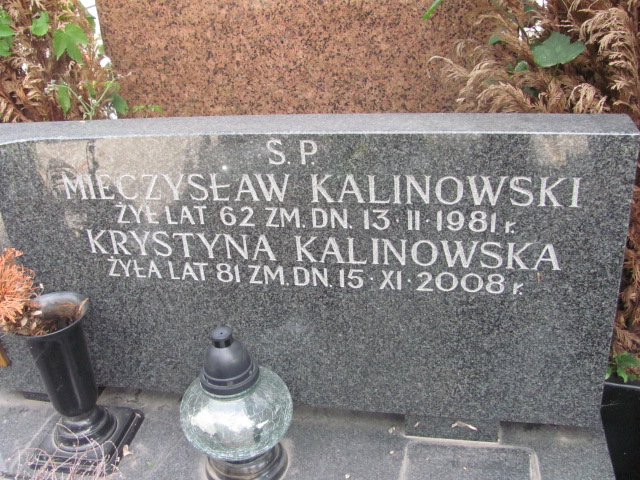 Ś.P.
MIECZYSŁAW KALINOWSKI
ŻYŁ LAT 62 ZM. DN. 13·II·1981 r.
KRYSTYNA KALINOWSKA
ŻYŁA LAT 81 ZM. DN. 15·XI·2008 r.